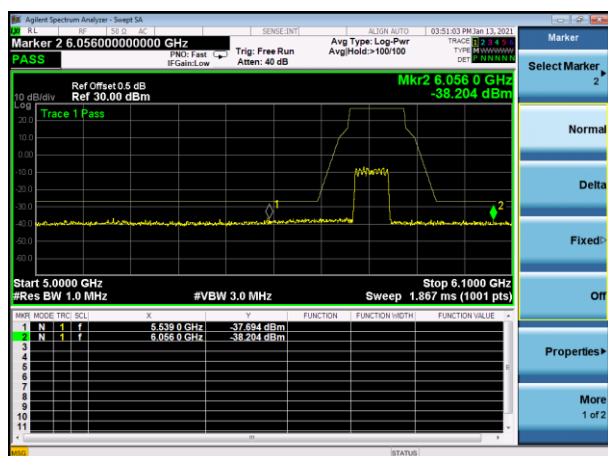 Agilent Spectrum Analyzer - Swept SA
RL RF 50 Ω AC SENSE:INT ALIGN AUTO 03:51:03 PM Jan 13, 2021
Marker 2 6.056000000000 GHz
PNO: Fast
IFGain:Low
Trig: Free Run
Atten: 40 dB
Avg Type: Log-Pwr
Avg|Hold:>100/100
TRACE 1 2 3 4 5 6
TYPE M W W W W W
DET P N N N N N
PASS
Mkr2 6.056 0 GHz
-38.204 dBm
Ref Offset 0.5 dB
Ref 30.00 dBm
10 dB/div
Log
Trace 1 Pass
20.0
10.0
0.00
-10.0
-20.0
-30.0
-40.0
-50.0
-60.0
1
2
Start 5.0000 GHz
Stop 6.1000 GHz
#Res BW 1.0 MHz
#VBW 3.0 MHz
Sweep 1.867 ms (1001 pts)
MKR MODE TRC SCL X Y FUNCTION FUNCTION WIDTH FUNCTION VALUE
1 N 1 f 5.539 0 GHz -37.694 dBm
2 N 1 f 6.056 0 GHz -38.204 dBm
3
4
5
6
7
8
9
10
11
MSG
STATUS
Marker
Select Marker
2
Normal
Delta
Fixed
Off
Properties
More
1 of 2